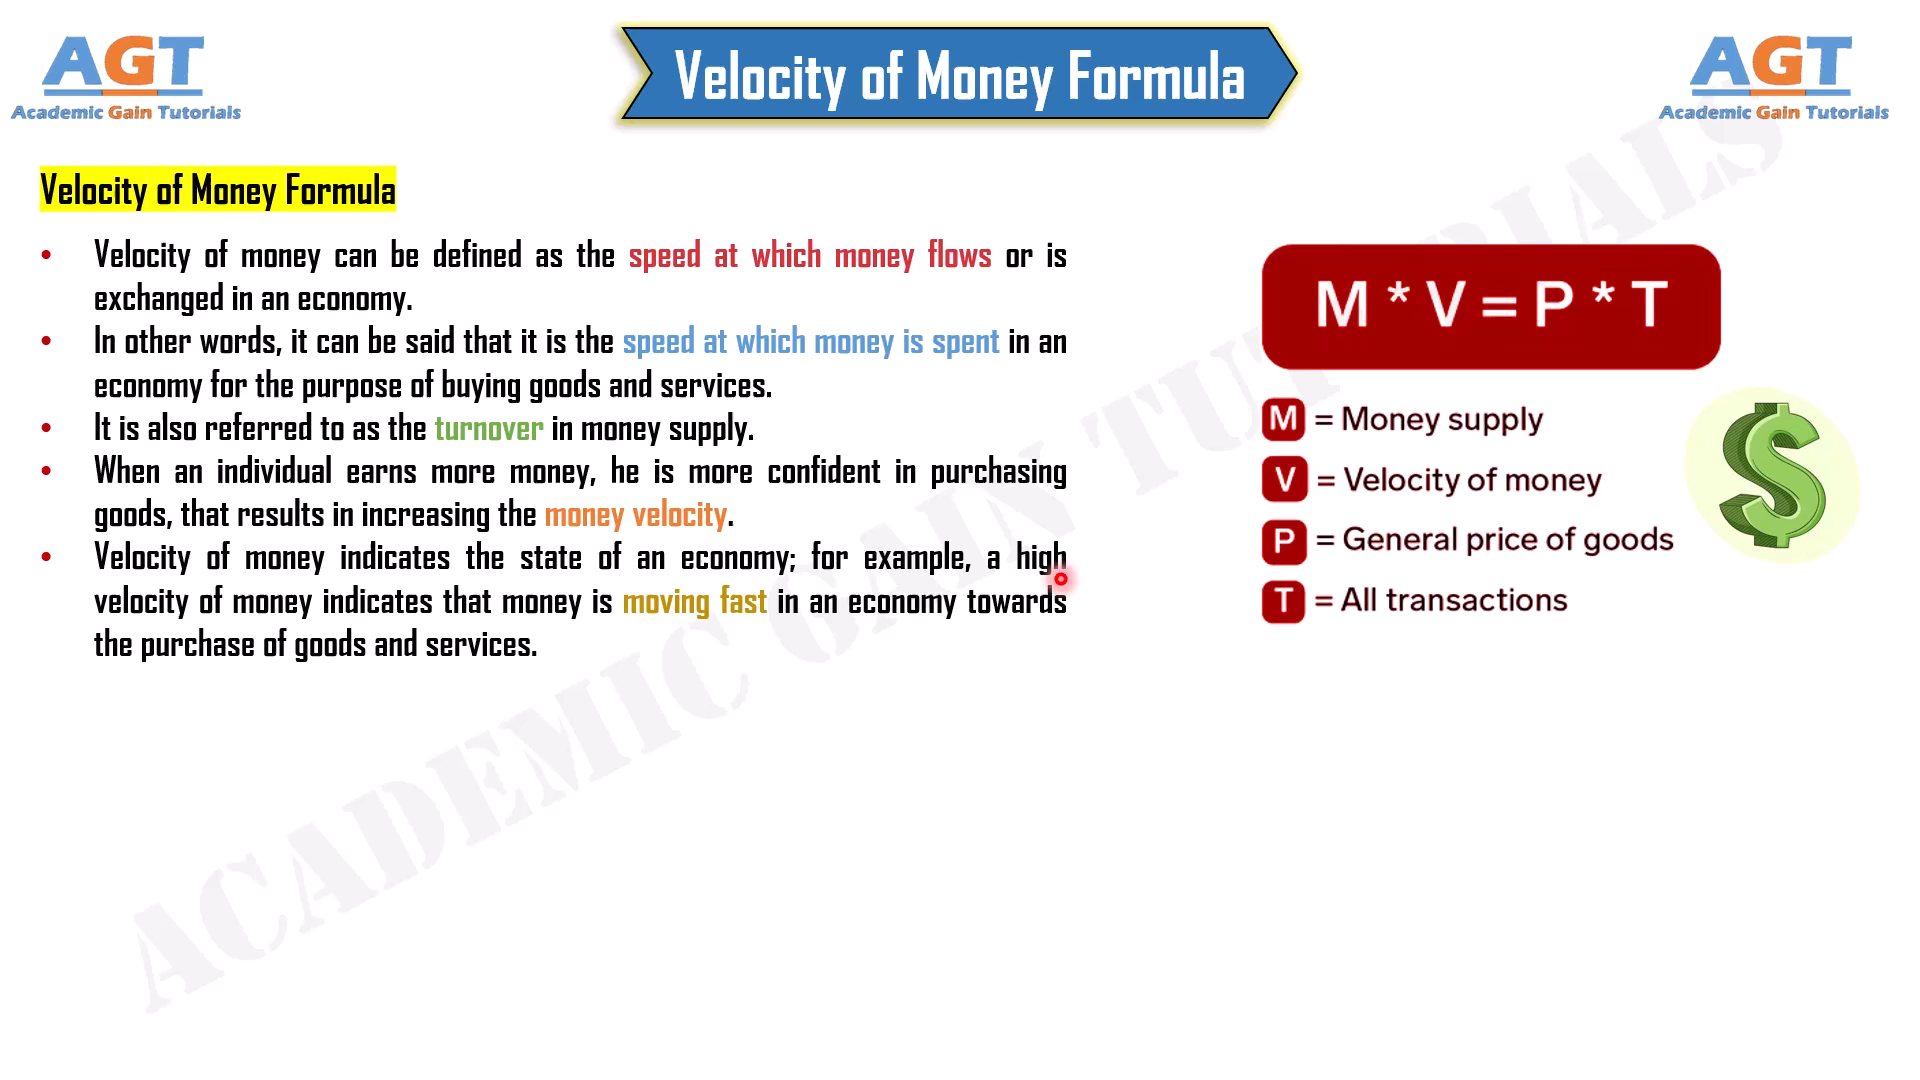 AGT
Academic Gain Tutorials
Velocity of Money Formula
AGT
Academic Gain Tutorials
Velocity of Money Formula
• Velocity of money can be defined as the speed at which money flows or is
exchanged in an economy.
• In other words, it can be said that it is the speed at which money is spent in an
economy for the purpose of buying goods and services.
• It is also referred to as the turnover in money supply.
• When an individual earns more money, he is more confident in purchasing
goods, that results in increasing the money velocity.
• Velocity of money indicates the state of an economy; for example, a high
velocity of money indicates that money is moving fast in an economy towards
the purchase of goods and services.
M * V = P * T
M = Money supply
V = Velocity of money
P = General price of goods
T = All transactions
ACADEMIC GAIN TUTORIALS